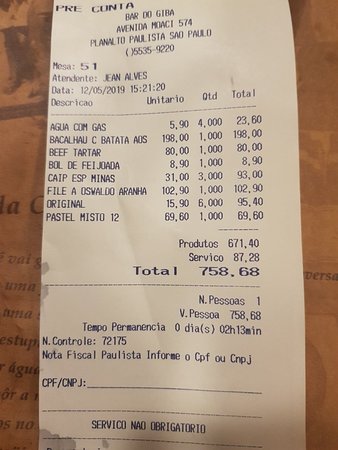 PRE CONTA
BAR DO GIBA
AVENIDA MOACI 574
PLANALTO PAULISTA SAO PAULO
()5535-9220
Mesa: 51
Atendente: JEAN ALVES
Data: 12/05/2019 15:21:20
Descricao Unitario Qtd Total
AGUA COM GAS 5,90 4,000 23,60
BACALHAU C BATATA AOS 198,00 1,000 198,00
BEEF TARTAR 80,00 1,000 80,00
BOL DE FEIJOADA 8,90 1,000 8,90
CAIP ESP MINAS 31,00 3,000 93,00
FILE A OSWALDO ARANHA 102,90 1,000 102,90
ORIGINAL 15,90 6,000 95,40
PASTEL MISTO 12 69,60 1,000 69,60
Produtos 671,40
Servico 87,28
Total 758,68
N.Pessoas 1
V.Pessoa 758,68
Tempo Permanencia 0 dia(s) 02h13min
N.Controle: 72175
Nota Fiscal Paulista Informe o Cpf ou Cnpj
CPF/CNPJ:
SERVICO NAO OBRIGATORIO